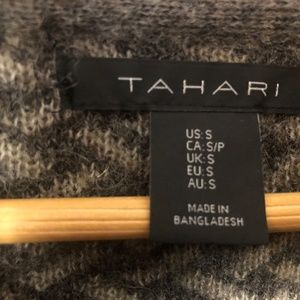 TAHARI
US:S
CA:S/P
UK:S
EU:S
AU:S
MADE IN
BANGLADESH